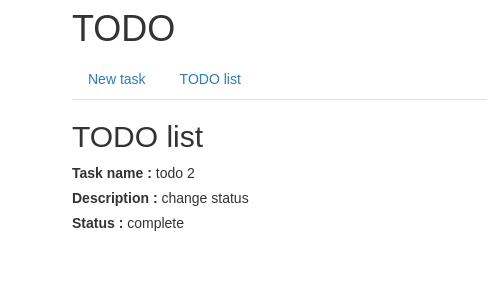 TODO
New task TODO list
TODO list
Task name : todo 2
Description : change status
Status : complete